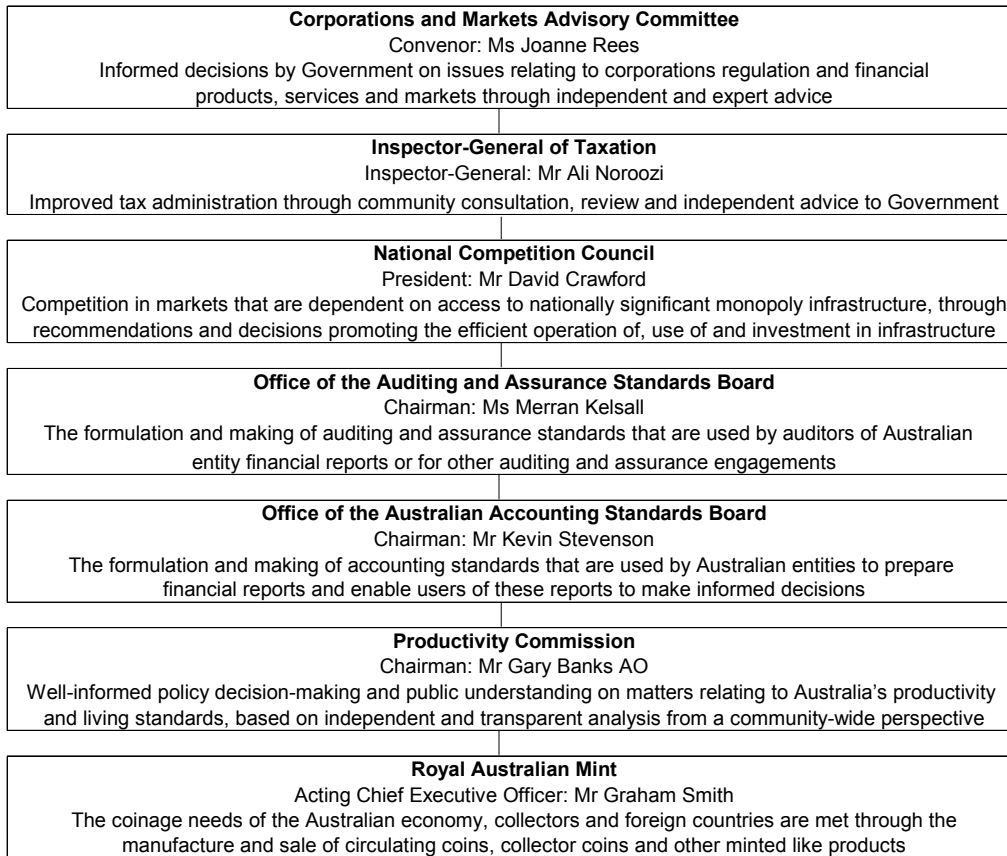 Corporations and Markets Advisory Committee
Convenor: Ms Joanne Rees
Informed decisions by Government on issues relating to corporations regulation and financial
products, services and markets through independent and expert advice
Inspector-General of Taxation
Inspector-General: Mr Ali Noroozi
Improved tax administration through community consultation, review and independent advice to Government
National Competition Council
President: Mr David Crawford
Competition in markets that are dependent on access to nationally significant monopoly infrastructure, through
recommendations and decisions promoting the efficient operation of, use of and investment in infrastructure
Office of the Auditing and Assurance Standards Board
Chairman: Ms Merran Kelsall
The formulation and making of auditing and assurance standards that are used by auditors of Australian
entity financial reports or for other auditing and assurance engagements
Office of the Australian Accounting Standards Board
Chairman: Mr Kevin Stevenson
The formulation and making of accounting standards that are used by Australian entities to prepare
financial reports and enable users of these reports to make informed decisions
Productivity Commission
Chairman: Mr Gary Banks AO
Well-informed policy decision-making and public understanding on matters relating to Australia's productivity
and living standards, based on independent and transparent analysis from a community-wide perspective
Royal Australian Mint
Acting Chief Executive Officer: Mr Graham Smith
The coinage needs of the Australian economy, collectors and foreign countries are met through the
manufacture and sale of circulating coins, collector coins and other minted like products